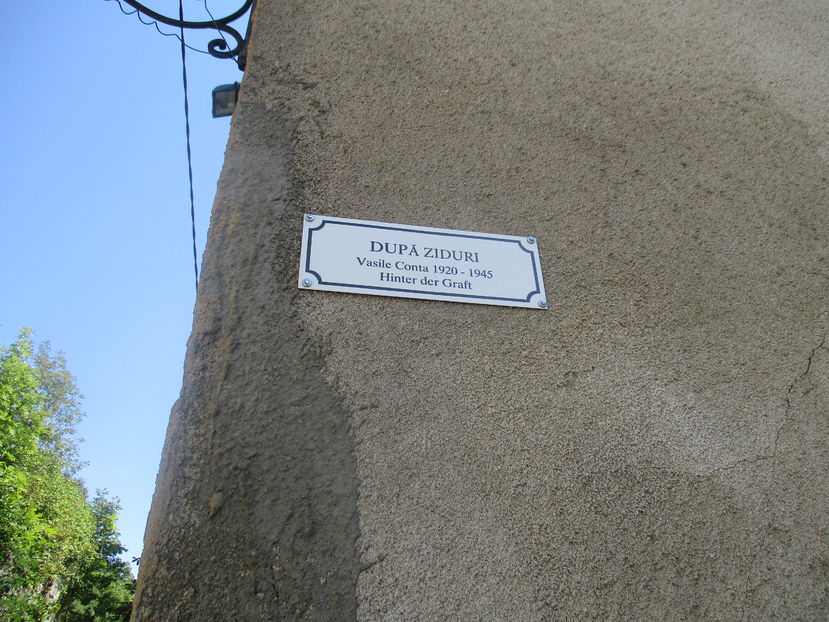 DUPĂ ZIDURI
Vasile Conta 1920 - 1945
Hinter der Graft